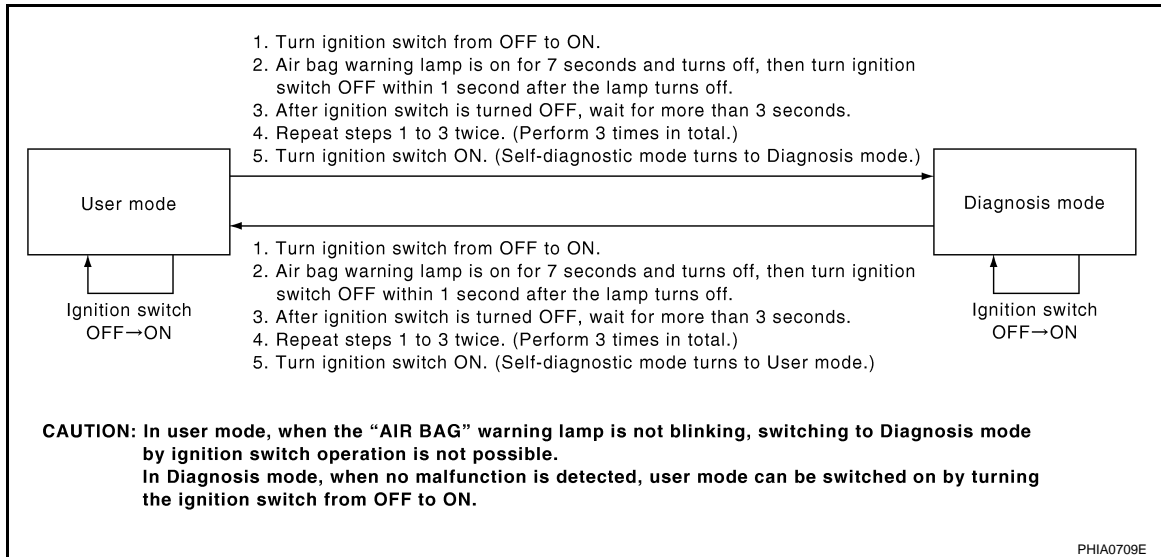 1. Turn ignition switch from OFF to ON.
2. Air bag warning lamp is on for 7 seconds and turns off, then turn ignition
switch OFF within 1 second after the lamp turns off.
3. After ignition switch is turned OFF, wait for more than 3 seconds.
4. Repeat steps 1 to 3 twice. (Perform 3 times in total.)
5. Turn ignition switch ON. (Self-diagnostic mode turns to Diagnosis mode.)
User mode
Diagnosis mode
1. Turn ignition switch from OFF to ON.
2. Air bag warning lamp is on for 7 seconds and turns off, then turn ignition
switch OFF within 1 second after the lamp turns off.
3. After ignition switch is turned OFF, wait for more than 3 seconds.
4. Repeat steps 1 to 3 twice. (Perform 3 times in total.)
5. Turn ignition switch ON. (Self-diagnostic mode turns to User mode.)
Ignition switch
OFF→ON
Ignition switch
OFF→ON
CAUTION: In user mode, when the “AIR BAG” warning lamp is not blinking, switching to Diagnosis mode
by ignition switch operation is not possible.
In Diagnosis mode, when no malfunction is detected, user mode can be switched on by turning
the ignition switch from OFF to ON.
PHIA0709E